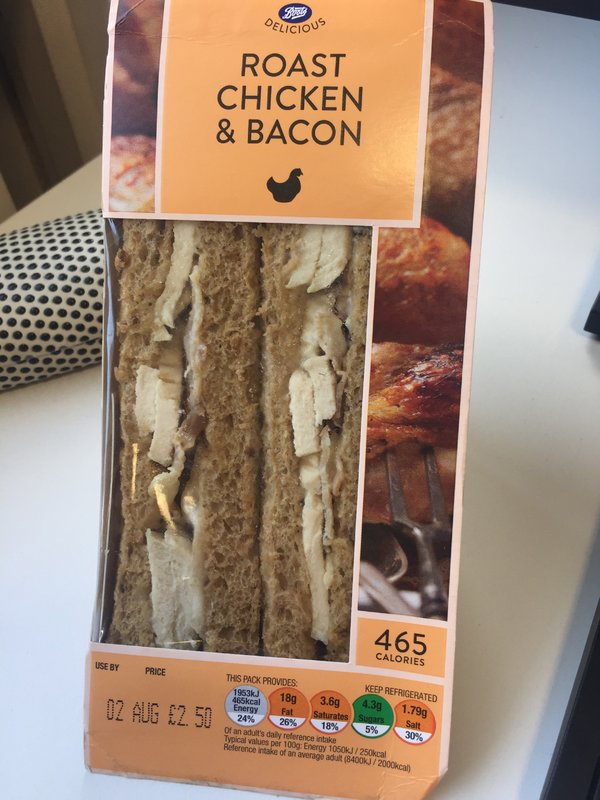 Boots
DELICIOUS
ROAST
CHICKEN
& BACON
465
CALORIES
USE BY PRICE
02 AUG £2.50
THIS PACK PROVIDES: KEEP REFRIGERATED
1953kJ
465kcal
Energy
24%
18g
Fat
26%
3.6g
Saturates
18%
4.3g
Sugars
5%
1.79g
Salt
30%
Of an adult's daily reference intake
Typical values per 100g: Energy 1050kJ / 250kcal
Reference intake of an average adult (8400kJ / 2000kcal)